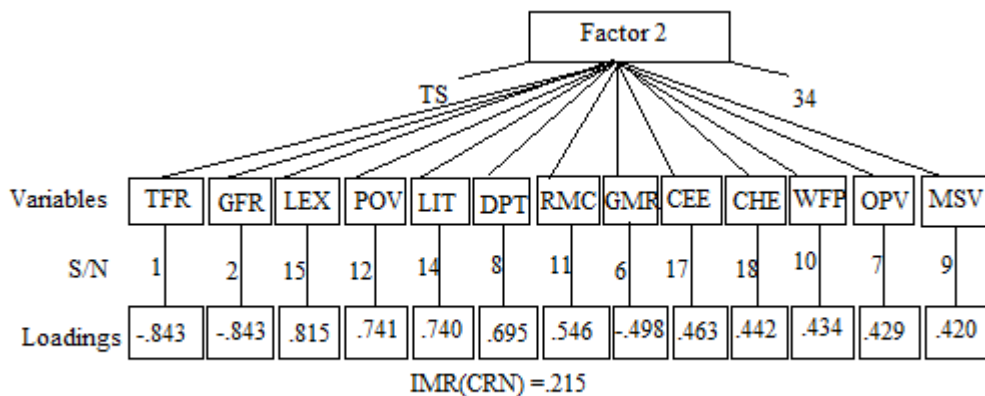 Factor 2
TS 34
Variables TFR GFR LEX POV LIT DPT RMC GMR CEE CHE WFP OPV MSV
S/N 1 2 15 12 14 8 11 6 17 18 10 7 9
Loadings -.843 -.843 .815 .741 .740 .695 .546 -.498 .463 .442 .434 .429 .420
IMR(CRN) =.215